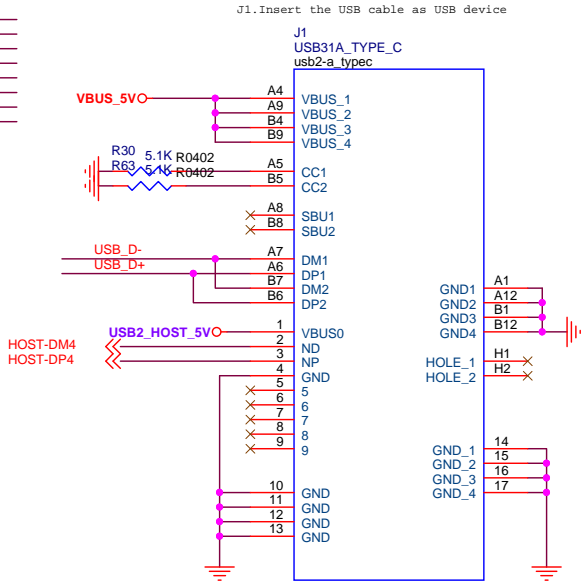 J1.Insert the USB cable as USB device
J1
USB31A_TYPE_C
usb2-a_typec
VBUS_5V
A4 VBUS_1
A9 VBUS_2
B4 VBUS_3
B9 VBUS_4
R30 5.1K R0402 A5 CC1
R63 5.1K R0402 B5 CC2
A8 SBU1
B8 SBU2
USB_D- A7 DM1
USB_D+ A6 DP1
B7 DM2
B6 DP2
A1 GND1
A12 GND2
B1 GND3
B12 GND4
USB2_HOST_5V 1 VBUS0
HOST-DM4 2 ND
HOST-DP4 3 NP
4 GND
H1 HOLE_1
H2 HOLE_2
5 5
6 6
7 7
8 8
9 9
14 GND_1
15 GND_2
16 GND_3
17 GND_4
10 GND
11 GND
12 GND
13 GND